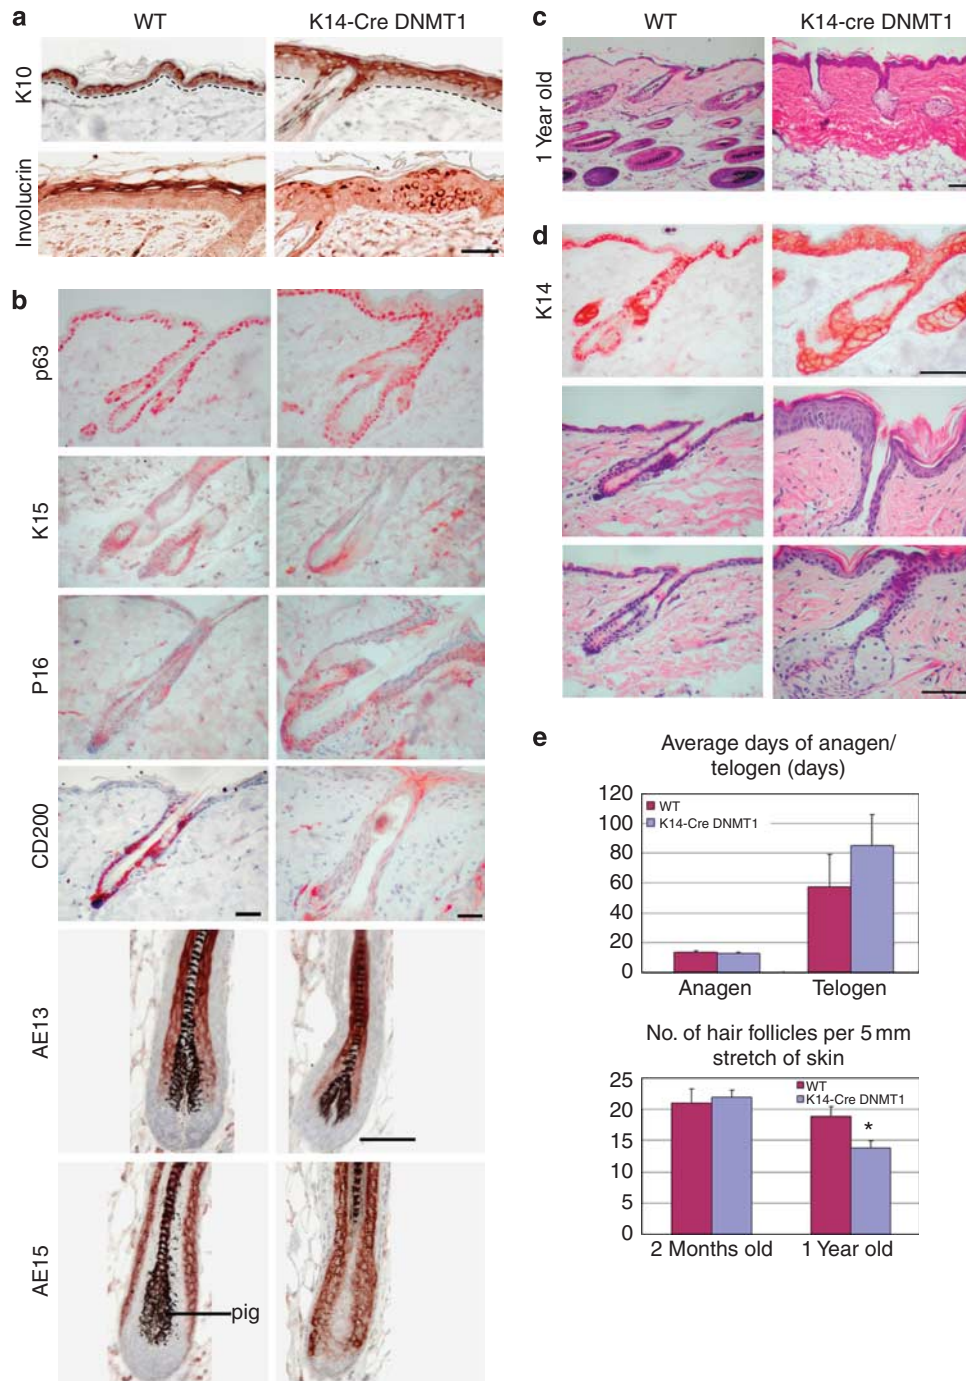 a
WT
K14-Cre DNMT1
K10
Involucrin
b
p63
K15
P16
CD200
AE13
AE15
pig
c
WT
K14-cre DNMT1
1 Year old
d
K14
e
Average days of anagen/
telogen (days)
120
100
80
60
40
20
0
WT
K14-Cre DNMT1
Anagen
Telogen
No. of hair follicles per 5 mm
stretch of skin
25
20
15
10
5
0
WT
K14-Cre DNMT1
*
2 Months old
1 Year old